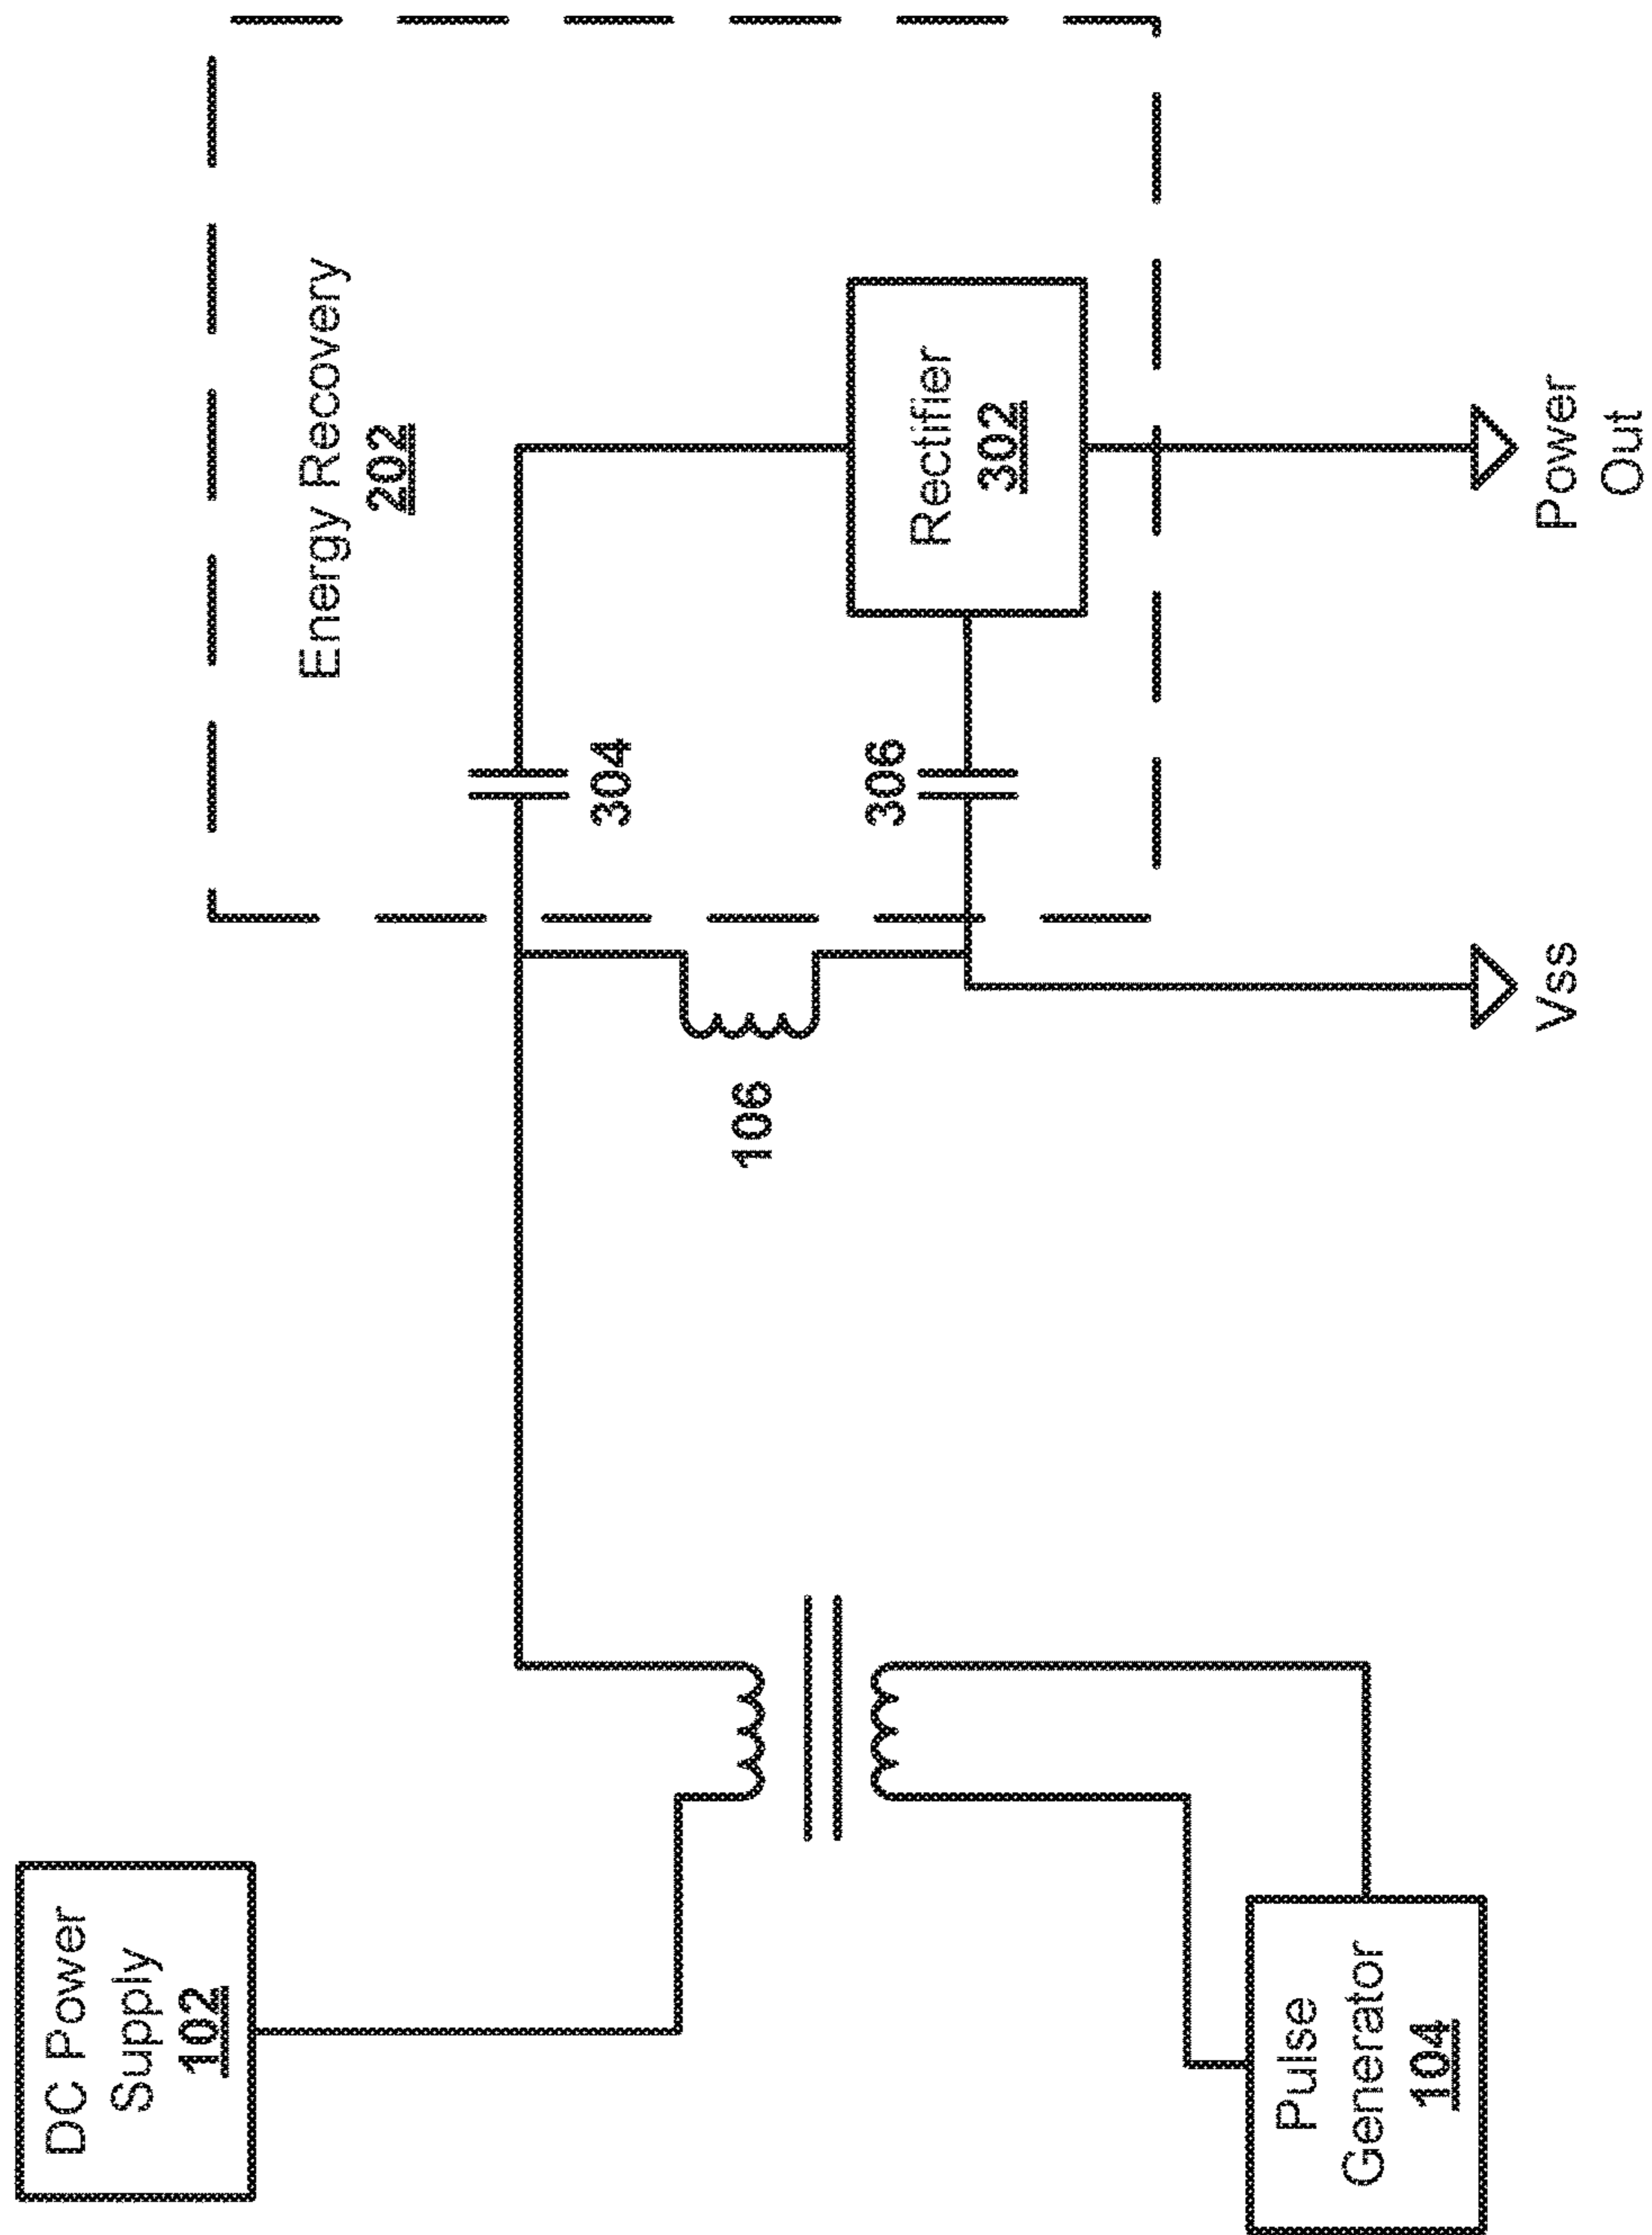 DC Power
Supply
102
Pulse
Generator
104
106
Vss
Energy Recovery
202
304
306
Rectifier
302
Power
Out